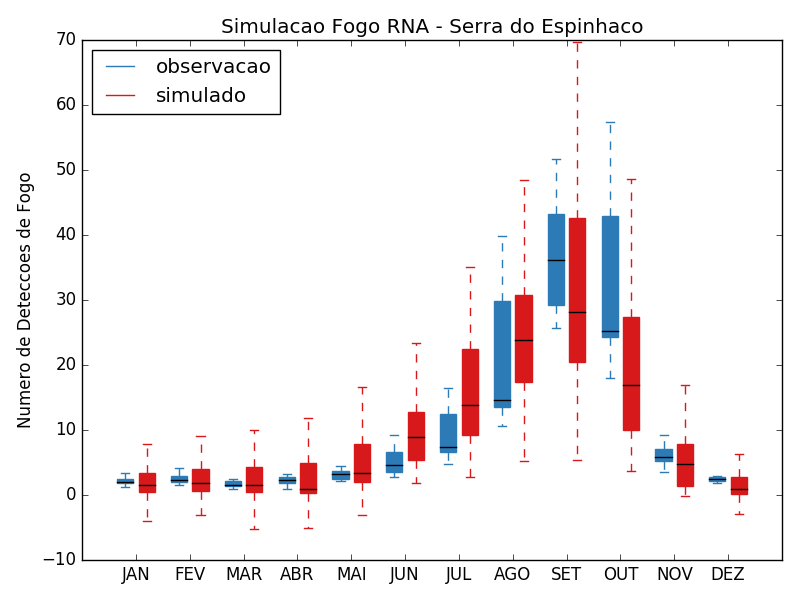 Simulacao Fogo RNA - Serra do Espinhaco
observacao
simulado
Numero de Deteccoes de Fogo
70
60
50
40
30
20
10
0
−10
JAN FEV MAR ABR MAI JUN JUL AGO SET OUT NOV DEZ